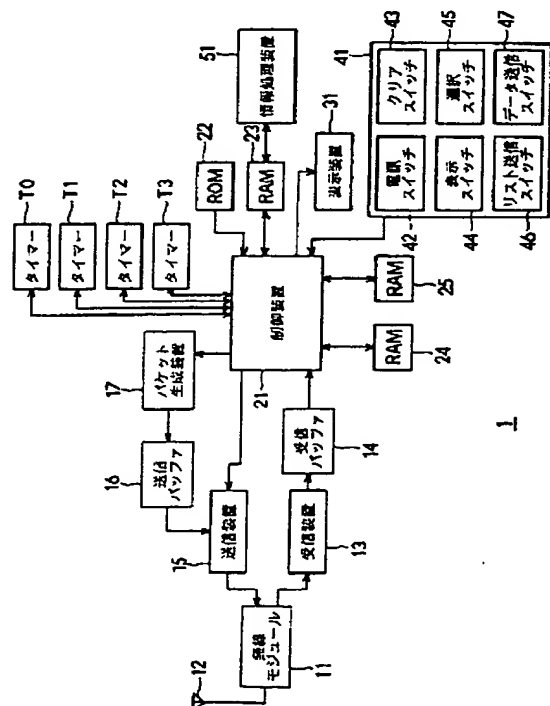 T0
タイマー
T1
タイマー
T2
タイマー
T3
タイマー
22
ROM
23
RAM
51
情報処理装置
31
表示装置
41
43
クリア
スイッチ
45
選択
スイッチ
47
データ送信
スイッチ
電源
スイッチ
42
表示
スイッチ
44
リスト送信
スイッチ
46
制御装置
21
RAM
25
RAM
24
17
パケット
生成装置
16
送信
バッファ
15
送信装置
受信
バッファ
14
受信装置
13
12
無線
モジュール
11
1